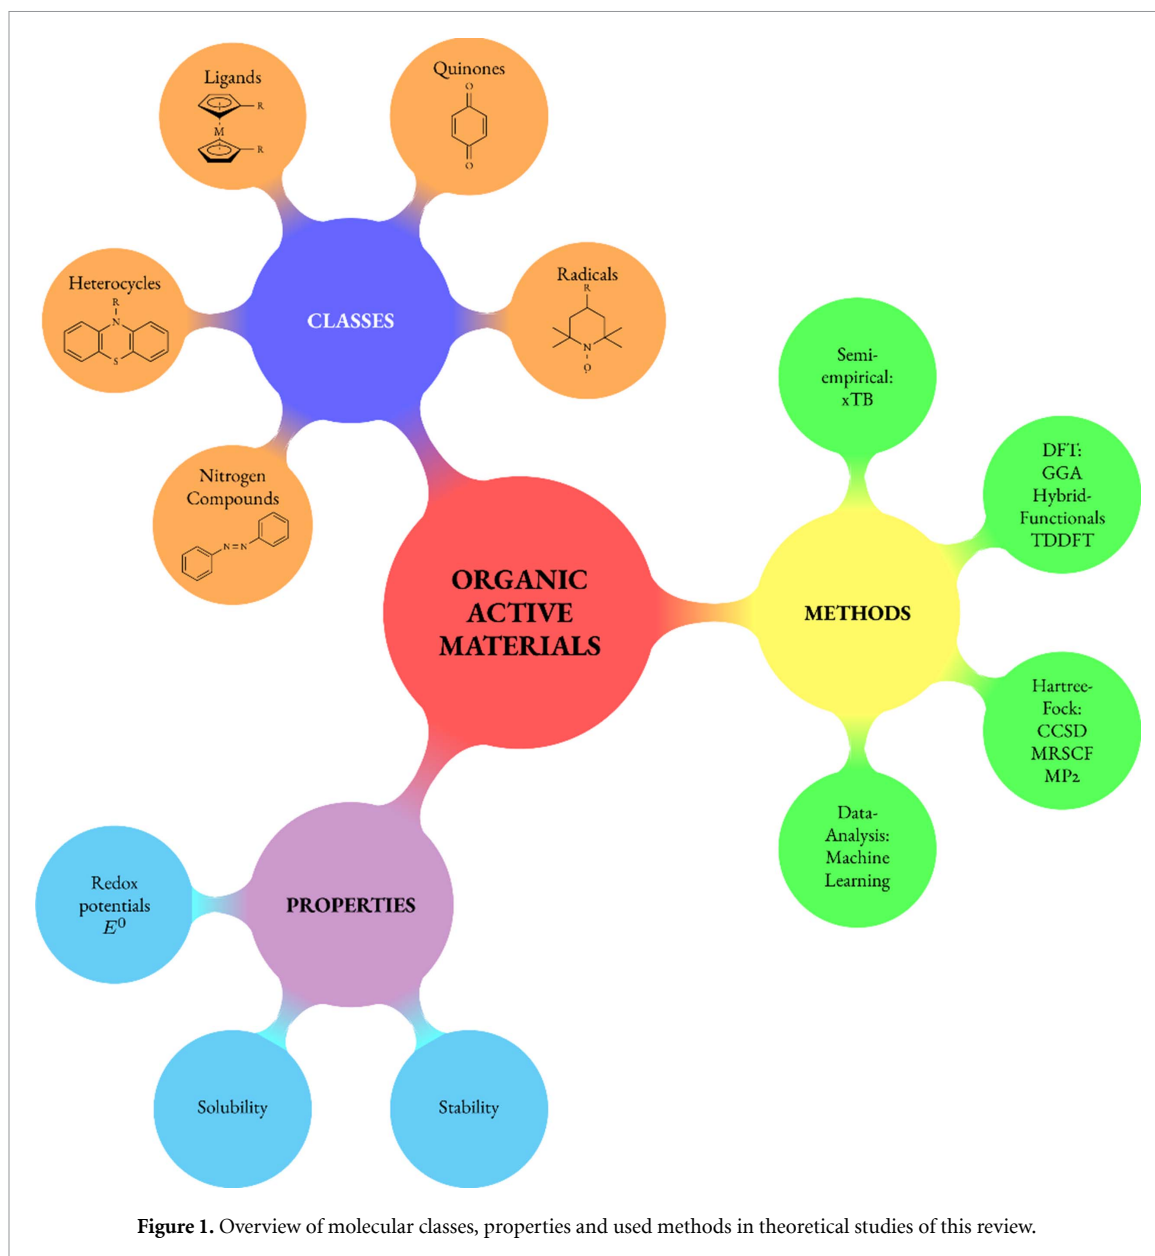 Ligands
R
M
R
Quinones
O
O
Heterocycles
R
N
S
CLASSES
Radicals
R
N
O
Nitrogen
Compounds
N=N
ORGANIC
ACTIVE
MATERIALS
METHODS
Semi-
empirical:
xTB
DFT:
GGA
Hybrid-
Functionals
TDDFT
Hartree-
Fock:
CCSD
MRSCF
MP2
Data-
Analysis:
Machine
Learning
PROPERTIES
Redox
potentials
E⁰
Solubility
Stability
Figure 1. Overview of molecular classes, properties and used methods in theoretical studies of this review.